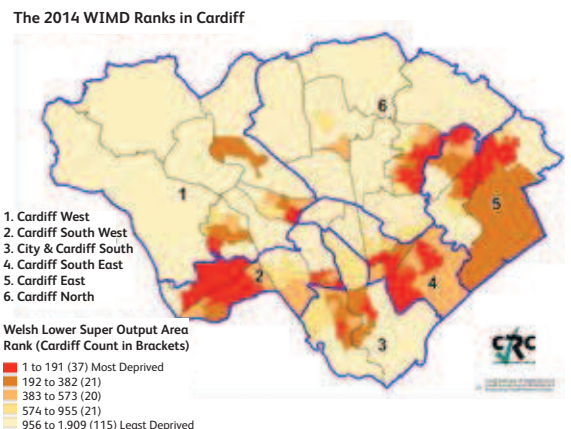 The 2014 WIMD Ranks in Cardiff
6
1
5
2
4
3
1. Cardiff West
2. Cardiff South West
3. City & Cardiff South
4. Cardiff South East
5. Cardiff East
6. Cardiff North
Welsh Lower Super Output Area
Rank (Cardiff Count in Brackets)
1 to 191 (37) Most Deprived
192 to 382 (21)
383 to 573 (20)
574 to 955 (21)
956 to 1,909 (115) Least Deprived
CRC